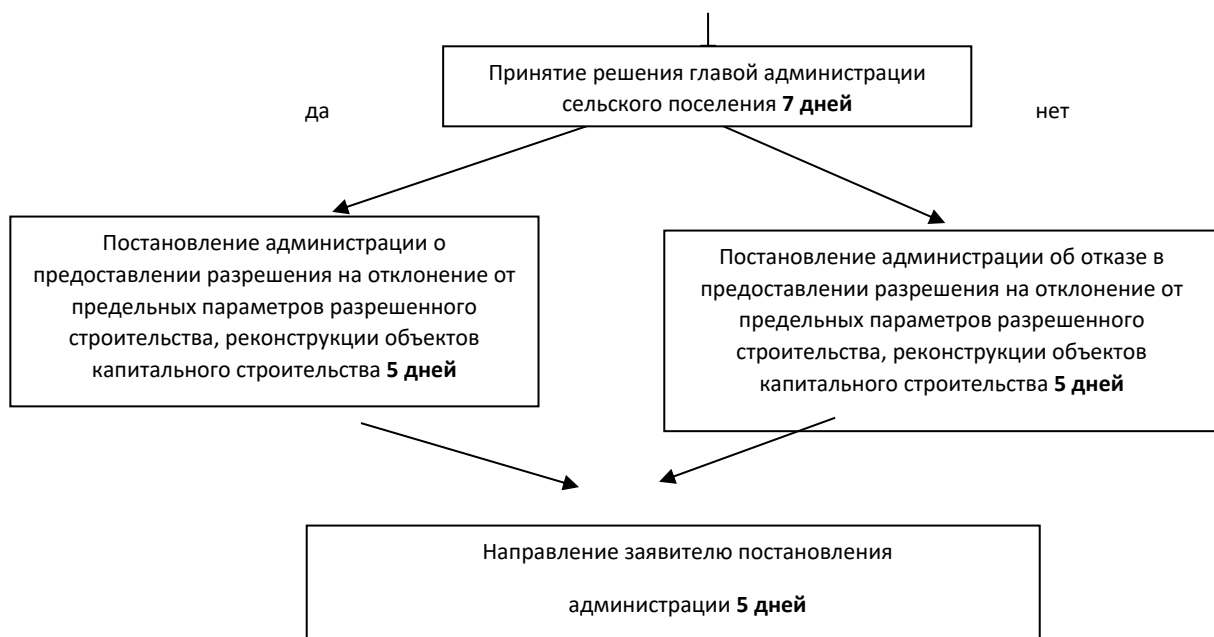 Принятие решения главой администрации
сельского поселения 7 дней
да
нет
Постановление администрации о
предоставлении разрешения на отклонение от
предельных параметров разрешенного
строительства, реконструкции объектов
капитального строительства 5 дней
Постановление администрации об отказе в
предоставлении разрешения на отклонение от
предельных параметров разрешенного
строительства, реконструкции объектов
капитального строительства 5 дней
Направление заявителю постановления
администрации 5 дней